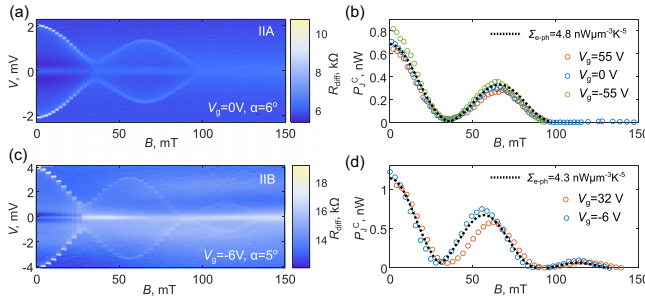 (a)
IIA
V_g=0V, α=6°
V, mV
2
1
0
-1
-2
0
50
100
150
B, mT
R_diff, kΩ
10
8
6
(b)
P_J^C, nW
0.8
0.6
0.4
0.2
0
Σ_e-ph=4.8 nWμm⁻³K⁻⁵
V_g=55 V
V_g=0 V
V_g=-55 V
0
50
100
150
B, mT
(c)
IIB
V_g=-6V, α=5°
V, mV
4
2
0
-2
-4
0
50
100
150
B, mT
R_diff, kΩ
18
16
14
(d)
P_J^C, nW
1.5
1
0.5
0
Σ_e-ph=4.3 nWμm⁻³K⁻⁵
V_g=32 V
V_g=-6 V
0
50
100
150
B, mT